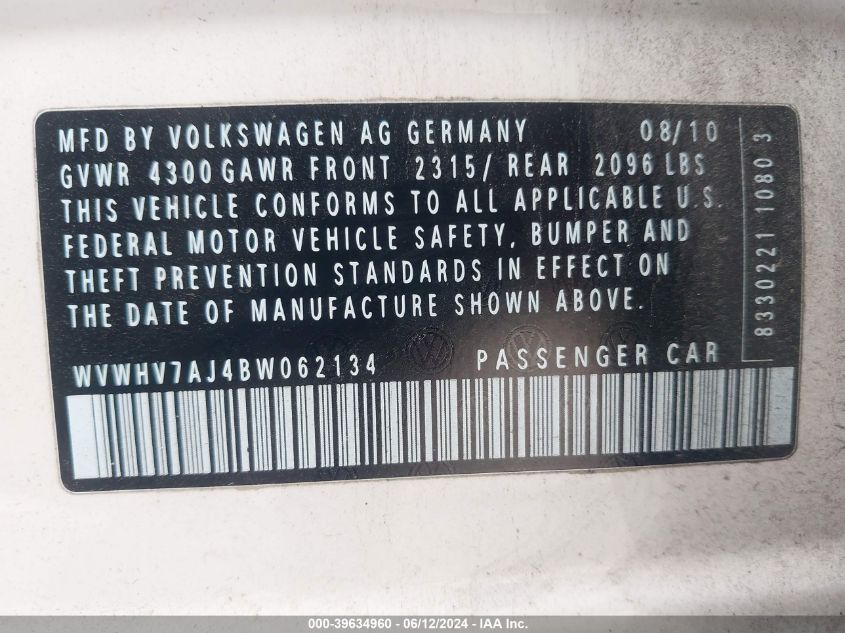 MFD BY VOLKSWAGEN AG GERMANY 08/10
GVWR 4300 GAWR FRONT 2315/ REAR 2096 LBS
THIS VEHICLE CONFORMS TO ALL APPLICABLE U.S.
FEDERAL MOTOR VEHICLE SAFETY, BUMPER AND
THEFT PREVENTION STANDARDS IN EFFECT ON
THE DATE OF MANUFACTURE SHOWN ABOVE.
WVWHV7AJ4BW062134 PASSENGER CAR
8330221 1080 3
000-39634960 - 06/12/2024 - IAA Inc.